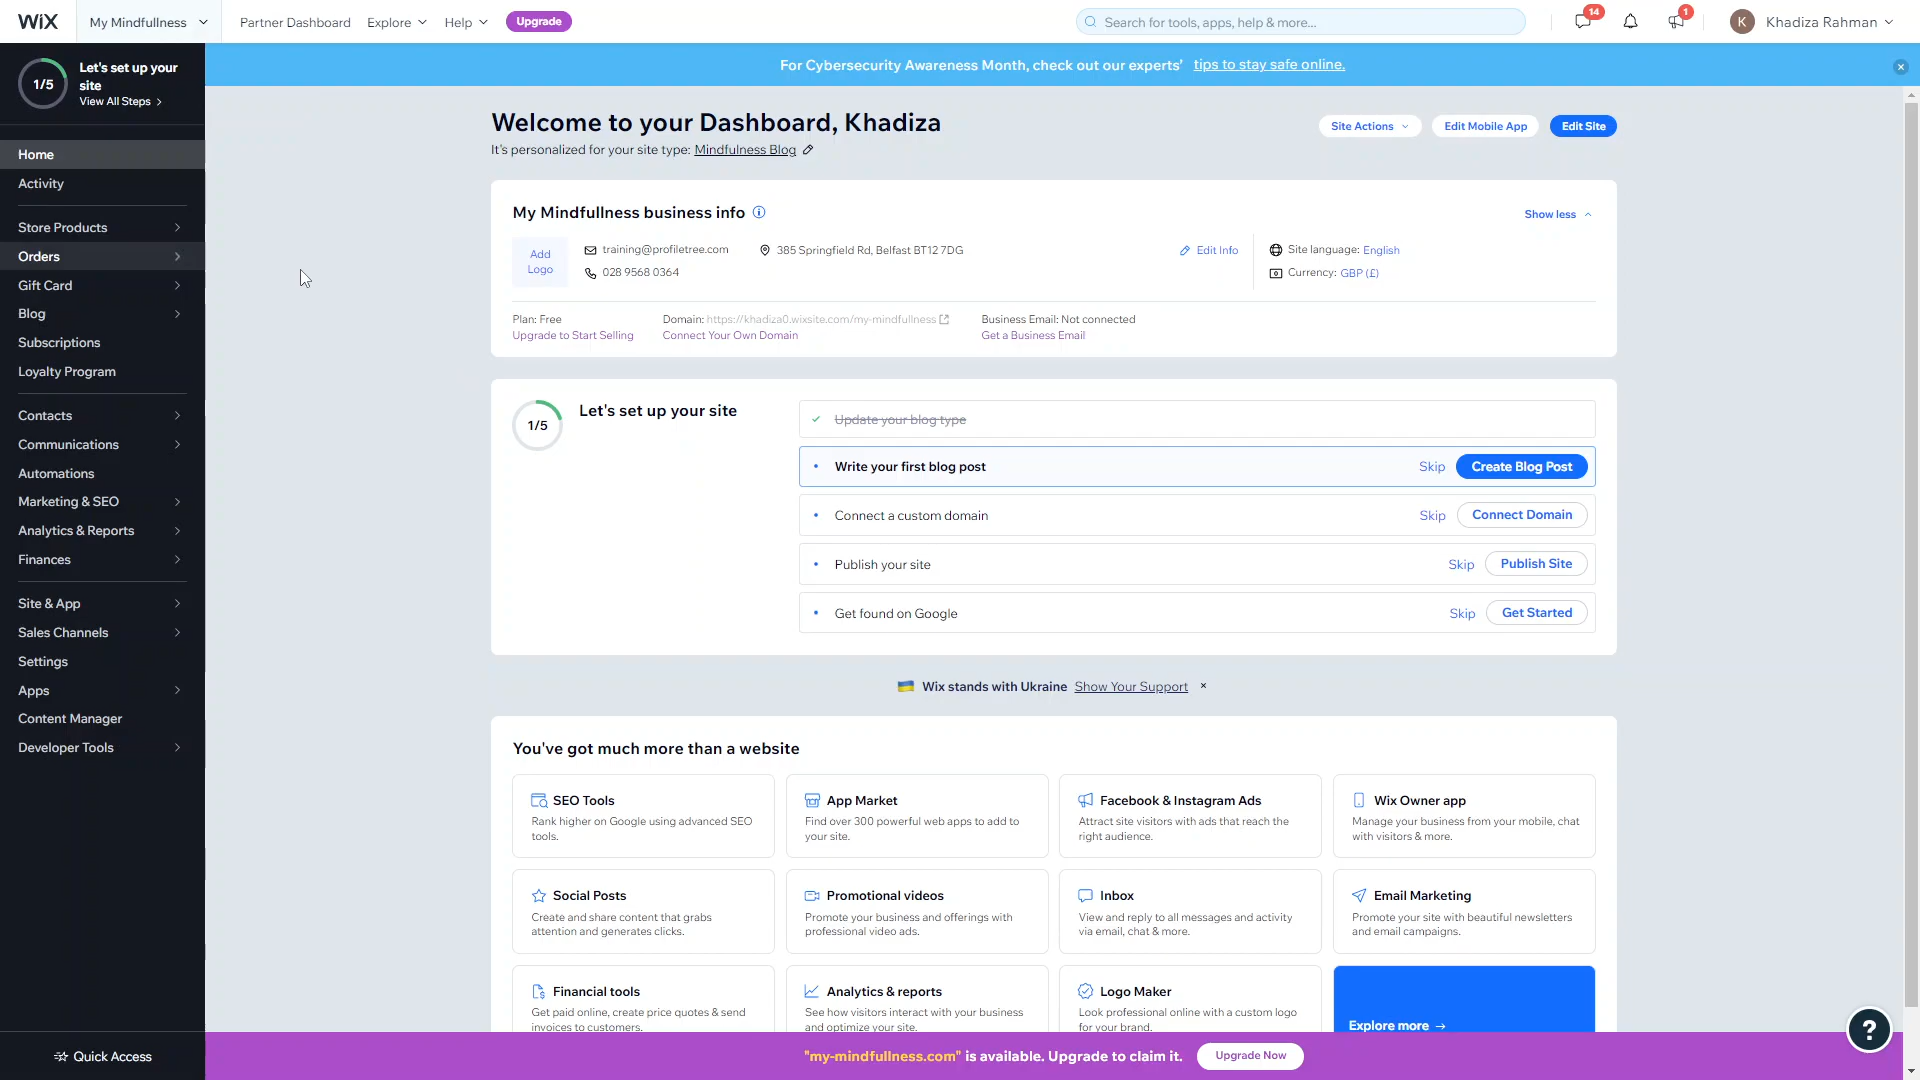 WiX
My Mindfullness
Partner Dashboard
Explore
Help
Upgrade
Search for tools, apps, help & more...
14
1
K
Khadiza Rahman
1/5
Let's set up your
site
View All Steps
For Cybersecurity Awareness Month, check out our experts' tips to stay safe online.
Home
Activity
Store Products
Orders
Gift Card
Blog
Subscriptions
Loyalty Program
Contacts
Communications
Automations
Marketing & SEO
Analytics & Reports
Finances
Site & App
Sales Channels
Settings
Apps
Content Manager
Developer Tools
Quick Access
Welcome to your Dashboard, Khadiza
It's personalized for your site type: Mindfulness Blog
Site Actions
Edit Mobile App
Edit Site
My Mindfullness business info
Show less
Add
Logo
training@profiletree.com
385 Springfield Rd, Belfast BT12 7DG
028 9568 0364
Edit Info
Site language: English
Currency: GBP (£)
Plan: Free
Upgrade to Start Selling
Domain: https://khadiza0.wixsite.com/my-mindfullness
Connect Your Own Domain
Business Email: Not connected
Get a Business Email
1/5
Let's set up your site
Update your blog type
Write your first blog post Skip Create Blog Post
Connect a custom domain Skip Connect Domain
Publish your site Skip Publish Site
Get found on Google Skip Get Started
Wix stands with Ukraine Show Your Support
You've got much more than a website
SEO Tools
Rank higher on Google using advanced SEO
tools.
App Market
Find over 300 powerful web apps to add to
your site.
Facebook & Instagram Ads
Attract site visitors with ads that reach the
right audience.
Wix Owner app
Manage your business from your mobile, chat
with visitors & more.
Social Posts
Create and share content that grabs
attention and generates clicks.
Promotional videos
Promote your business and offerings with
professional video ads.
Inbox
View and reply to all messages and activity
via email, chat & more.
Email Marketing
Promote your site with beautiful newsletters
and email campaigns.
Financial tools
Get paid online, create price quotes & send
invoices to customers.
Analytics & reports
See how visitors interact with your business
and optimize your site.
Logo Maker
Look professional online with a custom logo
for your brand.
Explore more →
?
"my-mindfullness.com" is available. Upgrade to claim it.
Upgrade Now